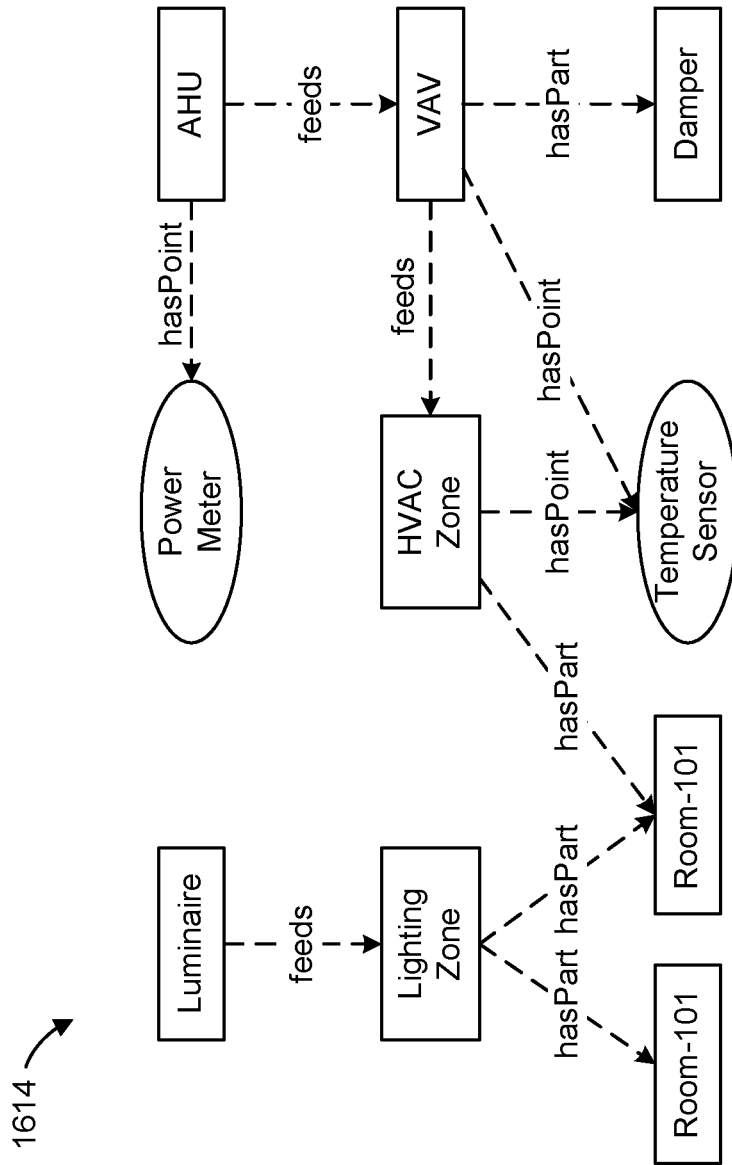 1614
Luminaire
feeds
Lighting
Zone
hasPart
hasPart
Room-101
Room-101
Power
Meter
hasPoint
AHU
feeds
HVAC
Zone
feeds
VAV
hasPart
hasPoint
hasPoint
hasPart
Temperature
Sensor
Damper